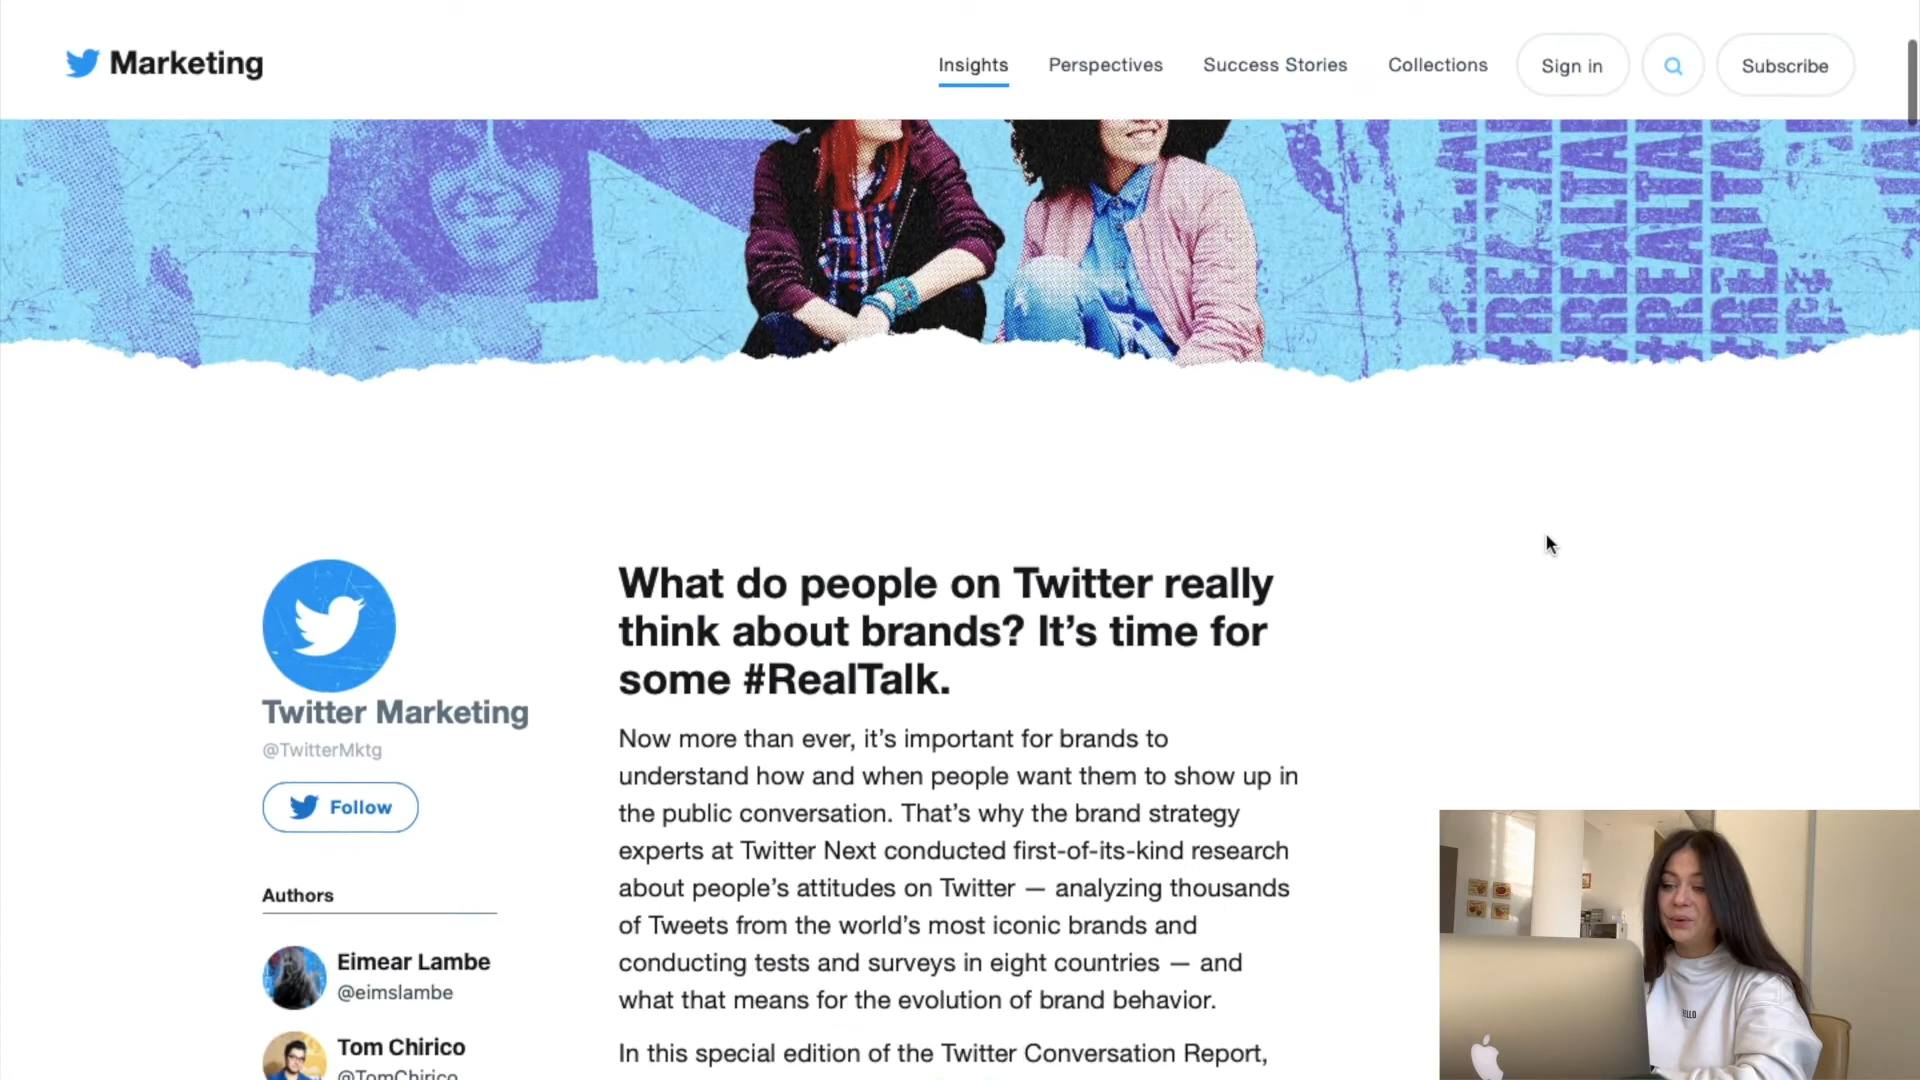 Marketing
Insights
Perspectives
Success Stories
Collections
Sign in
Subscribe
What do people on Twitter really
think about brands? It’s time for
some #RealTalk.
Twitter Marketing
@TwitterMktg
Follow
Authors
Eimear Lambe
@eimslambe
Tom Chirico
@TomChirico
Now more than ever, it’s important for brands to
understand how and when people want them to show up in
the public conversation. That’s why the brand strategy
experts at Twitter Next conducted first-of-its-kind research
about people’s attitudes on Twitter — analyzing thousands
of Tweets from the world’s most iconic brands and
conducting tests and surveys in eight countries — and
what that means for the evolution of brand behavior.
In this special edition of the Twitter Conversation Report,